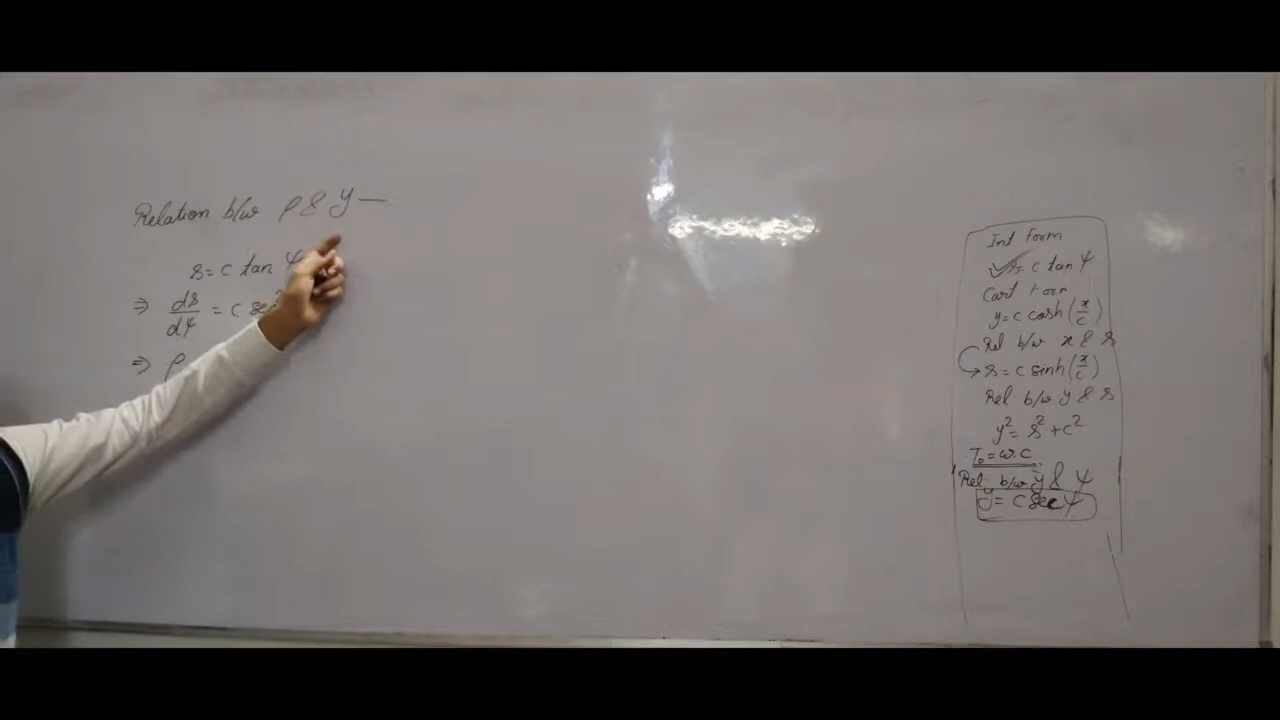 Relation b/w ρ & y —
s = c tan ψ
⇒ ds/dψ = c sec²
⇒ ρ
Int Form
✓ s = c tan ψ
Cart Form
y = c cosh(x/c)
Rel b/w x & s
→ s = c sinh(x/c)
Rel. b/w y & s
y² = s² + c²
T₀ = w.c
Rel. b/w y & ψ
y = c sec ψ